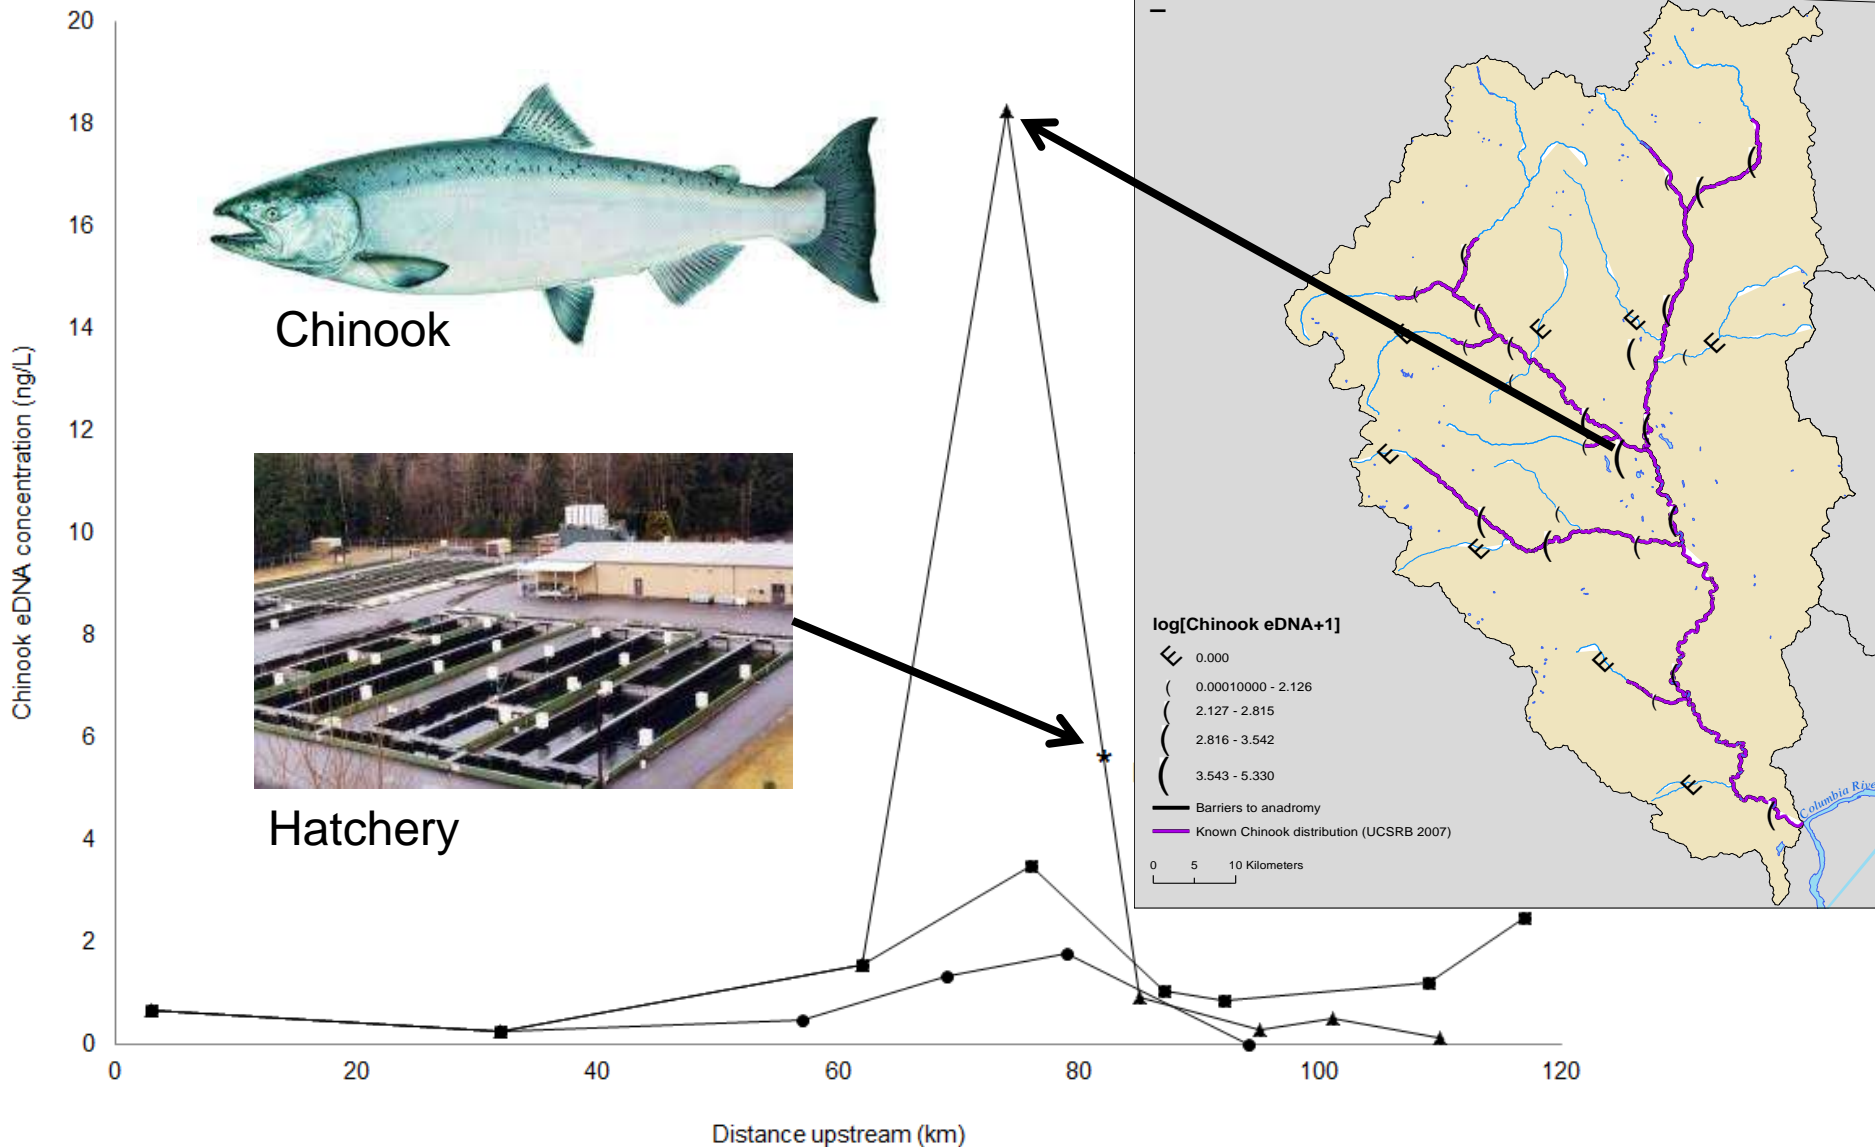 20
18
16
14
12
10
8
6
4
2
0
Chinook eDNA concentration (ng/L)
Chinook
Hatchery
*
0 20 40 60 80 100 120
Distance upstream (km)
E
E
E
E
E
E
E
E
Columbia Rive
log[Chinook eDNA+1]
E 0.000
( 0.00010000 - 2.126
( 2.127 - 2.815
( 2.816 - 3.542
( 3.543 - 5.330
Barriers to anadromy
Known Chinook distribution (UCSRB 2007)
0 5 10 Kilometers